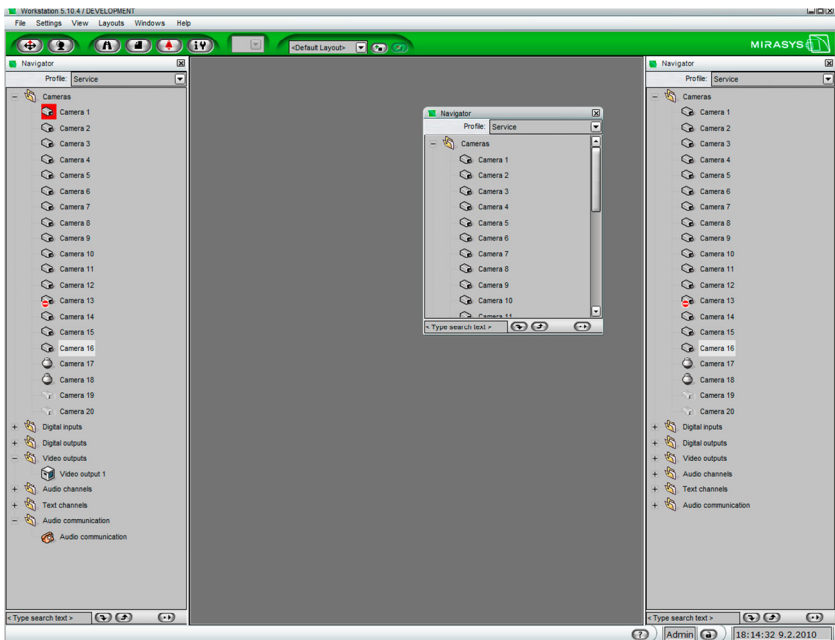 Workstation 5.10.4 / DEVELOPMENT
File Settings View Layouts Windows Help
<Default Layout>
MIRASYS
Navigator
Profile: Service
Cameras
Camera 1
Camera 2
Camera 3
Camera 4
Camera 5
Camera 6
Camera 7
Camera 8
Camera 9
Camera 10
Camera 11
Camera 12
Camera 13
Camera 14
Camera 15
Camera 16
Camera 17
Camera 18
Camera 19
Camera 20
Digital inputs
Digital outputs
Video outputs
Video output 1
Audio channels
Text channels
Audio communication
Audio communication
< Type search text >
Navigator
Profile: Service
Cameras
Camera 1
Camera 2
Camera 3
Camera 4
Camera 5
Camera 6
Camera 7
Camera 8
Camera 9
Camera 10
Camera 11
< Type search text >
Navigator
Profile: Service
Cameras
Camera 1
Camera 2
Camera 3
Camera 4
Camera 5
Camera 6
Camera 7
Camera 8
Camera 9
Camera 10
Camera 11
Camera 12
Camera 13
Camera 14
Camera 15
Camera 16
Camera 17
Camera 18
Camera 19
Camera 20
Digital inputs
Digital outputs
Video outputs
Audio channels
Text channels
Audio communication
< Type search text >
Admin 18:14:32 9.2.2010